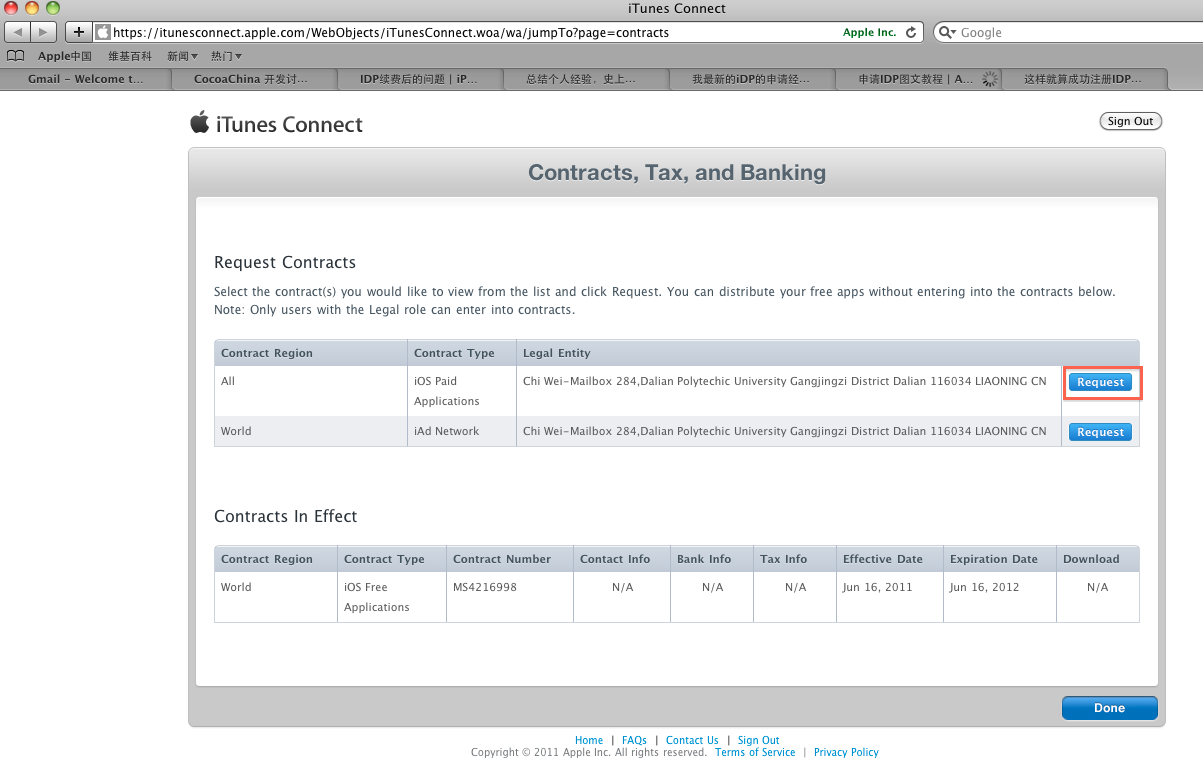 iTunes Connect
https://itunesconnect.apple.com/WebObjects/iTunesConnect.woa/wa/jumpTo?page=contracts Apple Inc. Google
Apple中国 维基百科 新闻 热门
Gmail – Welcome t... CocoaChina 开发讨... IDP续费后的问题 | iP... 总结个人经验，史上... 我最新的iDP的申请经... 申请IDP图文教程 | A... 这样就算成功注册IDP...
iTunes Connect
Sign Out
Contracts, Tax, and Banking
Request Contracts
Select the contract(s) you would like to view from the list and click Request. You can distribute your free apps without entering into the contracts below.
Note: Only users with the Legal role can enter into contracts.
Contract Region Contract Type Legal Entity
All iOS Paid Applications Chi Wei–Mailbox 284,Dalian Polytechic University Gangjingzi District Dalian 116034 LIAONING CN Request
World iAd Network Chi Wei–Mailbox 284,Dalian Polytechic University Gangjingzi District Dalian 116034 LIAONING CN Request
Contracts In Effect
Contract Region Contract Type Contract Number Contact Info Bank Info Tax Info Effective Date Expiration Date Download
World iOS Free Applications MS4216998 N/A N/A N/A Jun 16, 2011 Jun 16, 2012 N/A
Done
Home | FAQs | Contact Us | Sign Out
Copyright © 2011 Apple Inc. All rights reserved. Terms of Service | Privacy Policy